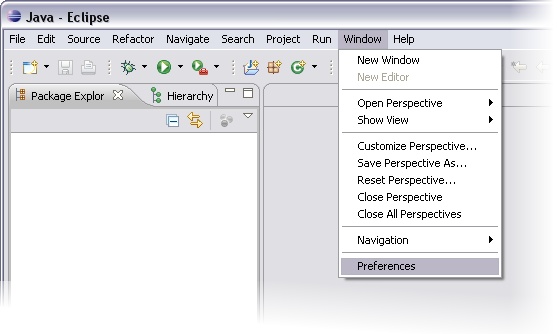 Java - Eclipse
File Edit Source Refactor Navigate Search Project Run Window Help
New Window
New Editor
Package Explor Hierarchy
Open Perspective
Show View
Customize Perspective...
Save Perspective As...
Reset Perspective...
Close Perspective
Close All Perspectives
Navigation
Preferences